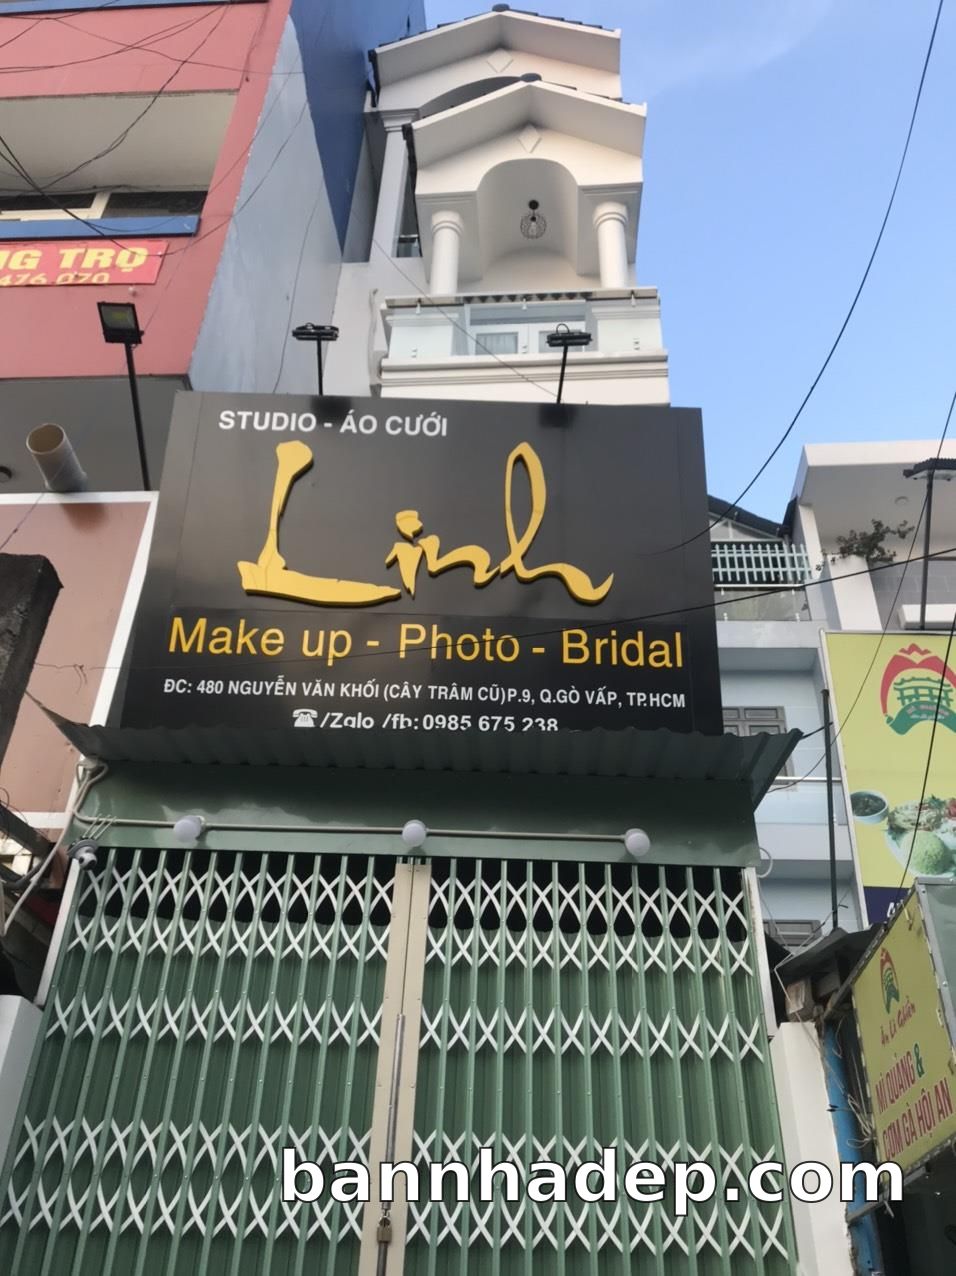 NG TRỌ
476.070
STUDIO - ÁO CƯỚI
Linh
Make up - Photo - Bridal
ĐC: 480 NGUYỄN VĂN KHỐI (CÂY TRÂM CŨ)P.9, Q.GÒ VẤP, TP.HCM
☎/Zalo /fb: 0985 675 238
MÌ QUẢNG &
CƠM GÀ HỘI AN
bannhadep.com